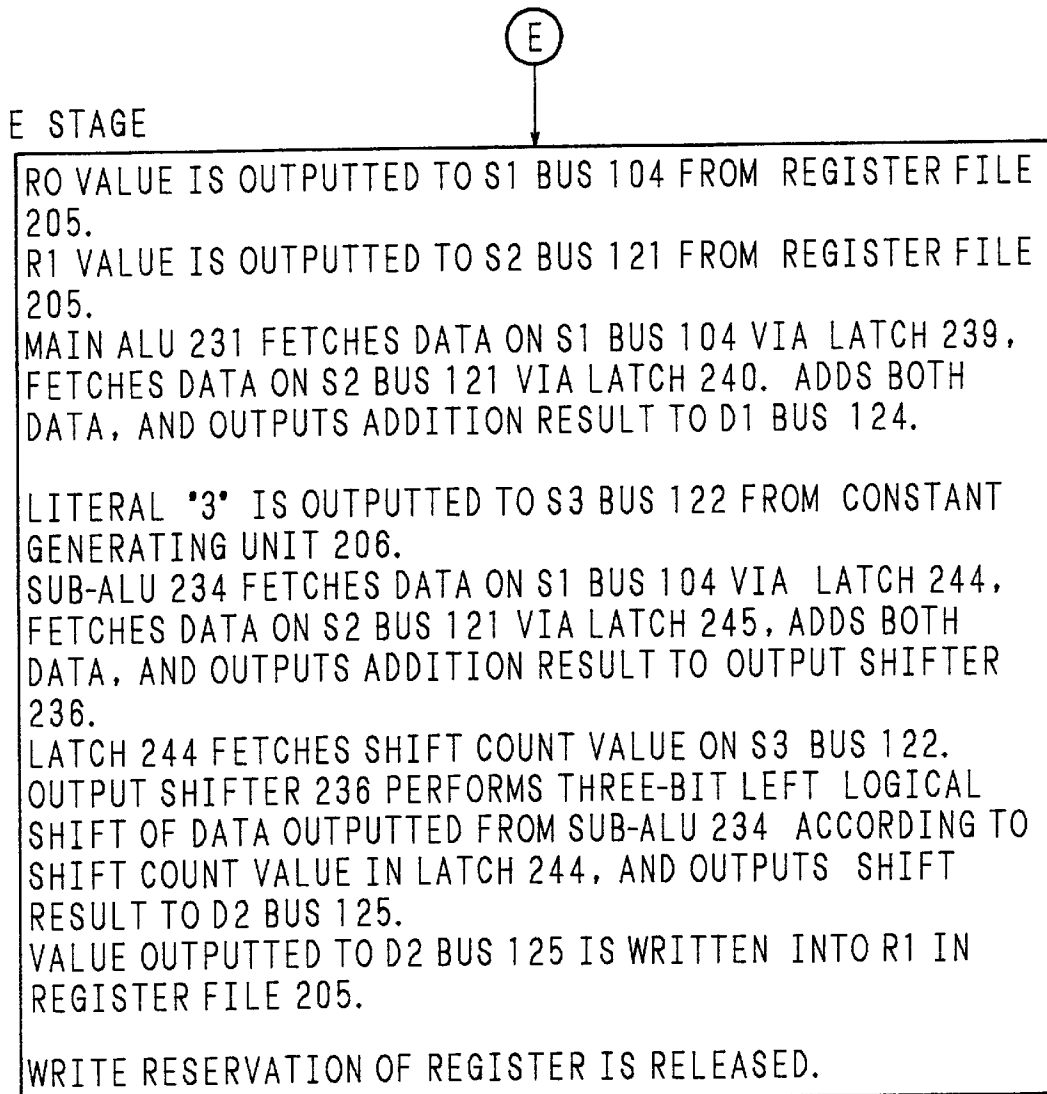 E
E STAGE
R0 VALUE IS OUTPUTTED TO S1 BUS 104 FROM REGISTER FILE
205.
R1 VALUE IS OUTPUTTED TO S2 BUS 121 FROM REGISTER FILE
205.
MAIN ALU 231 FETCHES DATA ON S1 BUS 104 VIA LATCH 239,
FETCHES DATA ON S2 BUS 121 VIA LATCH 240. ADDS BOTH
DATA, AND OUTPUTS ADDITION RESULT TO D1 BUS 124.
LITERAL "3" IS OUTPUTTED TO S3 BUS 122 FROM CONSTANT
GENERATING UNIT 206.
SUB-ALU 234 FETCHES DATA ON S1 BUS 104 VIA LATCH 244,
FETCHES DATA ON S2 BUS 121 VIA LATCH 245, ADDS BOTH
DATA, AND OUTPUTS ADDITION RESULT TO OUTPUT SHIFTER
236.
LATCH 244 FETCHES SHIFT COUNT VALUE ON S3 BUS 122.
OUTPUT SHIFTER 236 PERFORMS THREE-BIT LEFT LOGICAL
SHIFT OF DATA OUTPUTTED FROM SUB-ALU 234 ACCORDING TO
SHIFT COUNT VALUE IN LATCH 244, AND OUTPUTS SHIFT
RESULT TO D2 BUS 125.
VALUE OUTPUTTED TO D2 BUS 125 IS WRITTEN INTO R1 IN
REGISTER FILE 205.
WRITE RESERVATION OF REGISTER IS RELEASED.